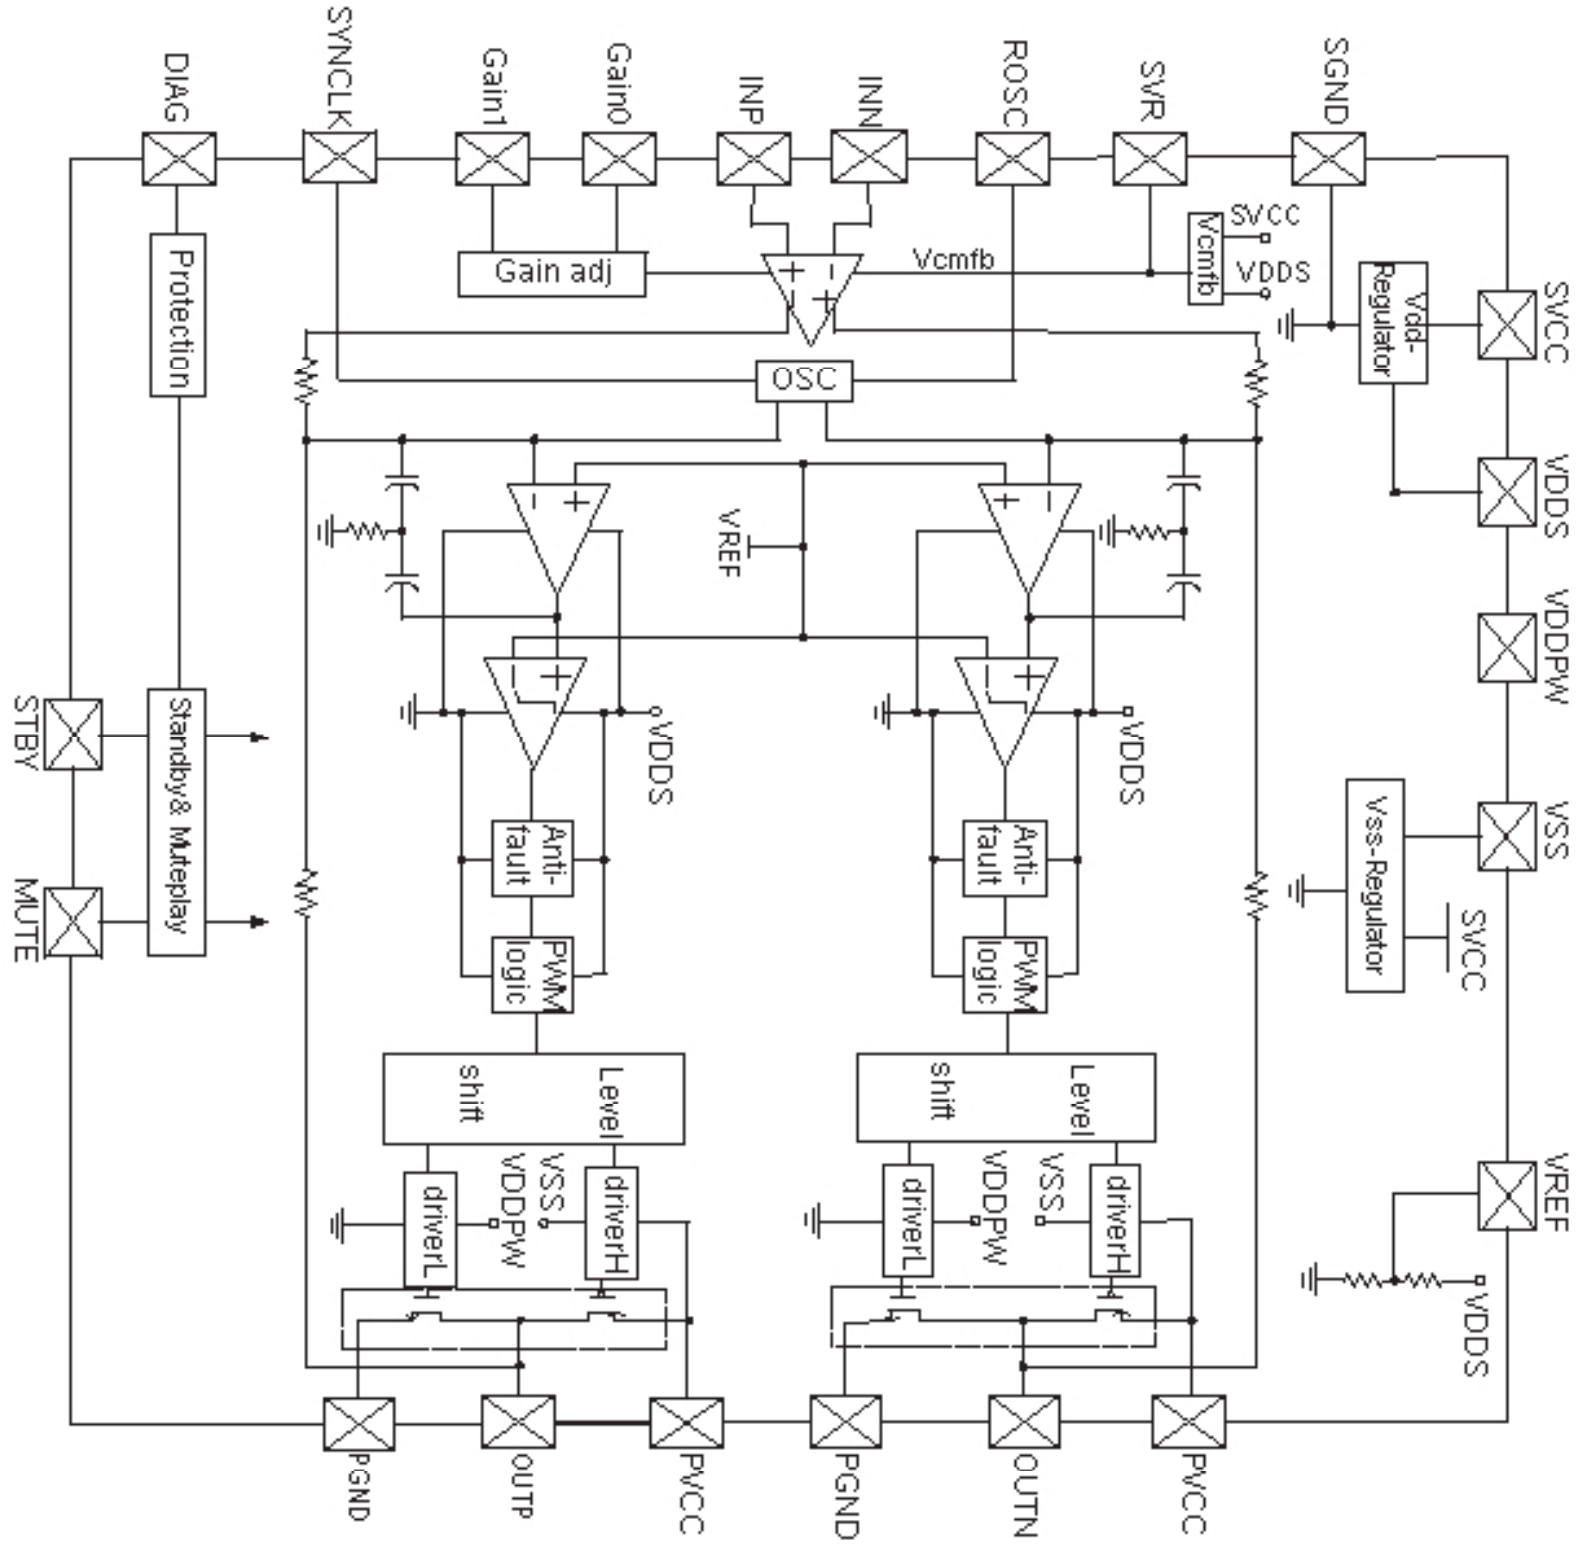 DIAG
SYNCLK
Gain1
Gain0
INP
INN
ROSC
SVR
SGND
Protection
Gain adj
Vcmfb
Vcmfb
SVCC
VDDS
Vdd-
Regulator
SVCC
OSC
VDDS
VREF
VDDPW
STBY
Standby& Muteplay
MUTE
VDDS
VDDS
Anti-
fault
Anti-
fault
PWM
logic
PWM
logic
Vss-Regulator
VSS
SVCC
Level
shift
Level
shift
driverL
VDDPW
VSS
driverH
driverL
VDDPW
VSS
driverH
VREF
VDDS
PGND
OUTP
PVCC
PGND
OUTN
PVCC